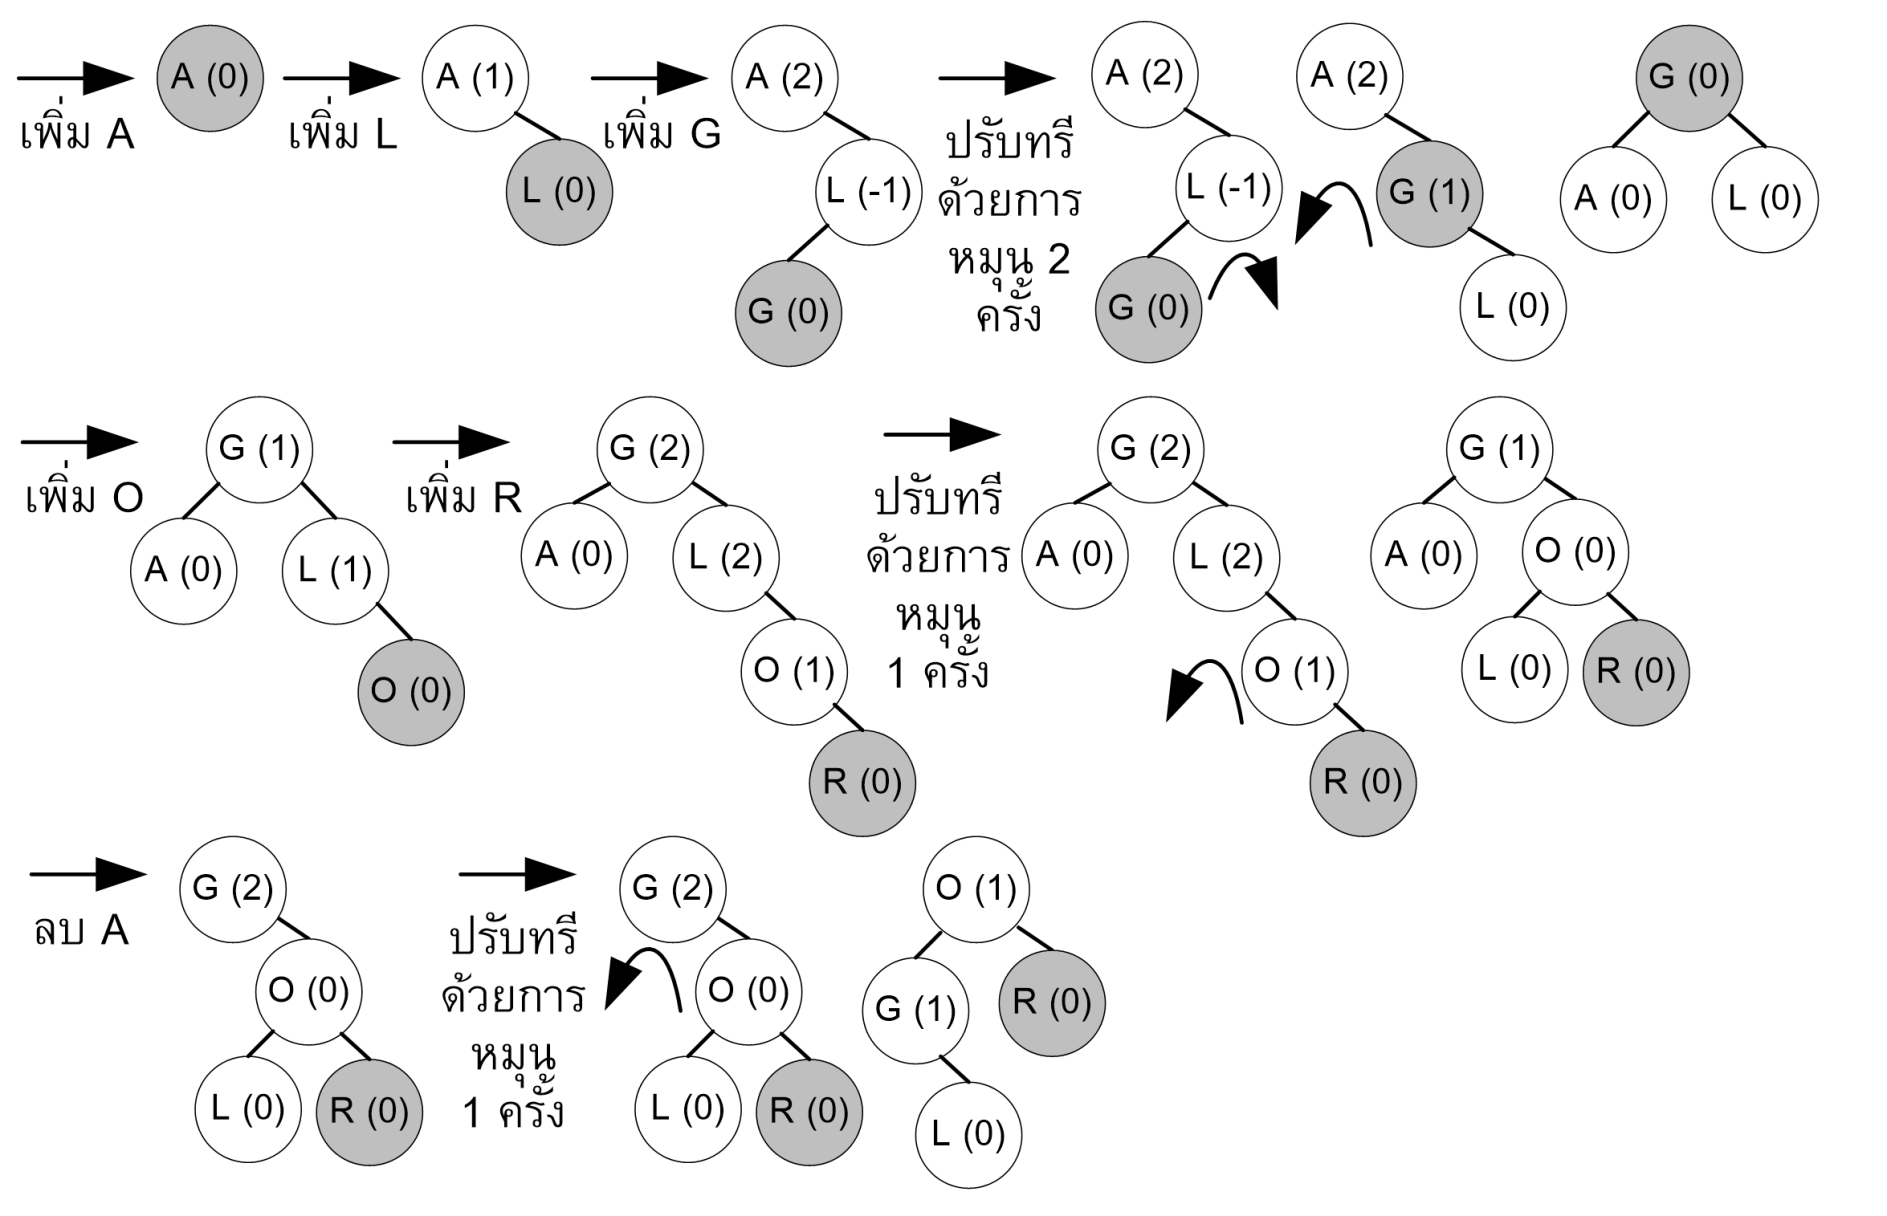 A (0)
เพิ่ม A
A (1)
L (0)
เพิ่ม L
A (2)
L (-1)
G (0)
เพิ่ม G
ปรับทรี
ด้วยการ
หมุน 2
ครั้ง
A (2)
L (-1)
G (0)
A (2)
G (1)
L (0)
G (0)
A (0)
L (0)
เพิ่ม O
G (1)
A (0)
L (1)
O (0)
เพิ่ม R
G (2)
A (0)
L (2)
O (1)
R (0)
ปรับทรี
ด้วยการ
หมุน
1 ครั้ง
G (2)
A (0)
L (2)
O (1)
R (0)
G (1)
A (0)
O (0)
L (0)
R (0)
ลบ A
G (2)
O (0)
L (0)
R (0)
ปรับทรี
ด้วยการ
หมุน
1 ครั้ง
G (2)
O (0)
L (0)
R (0)
O (1)
G (1)
R (0)
L (0)